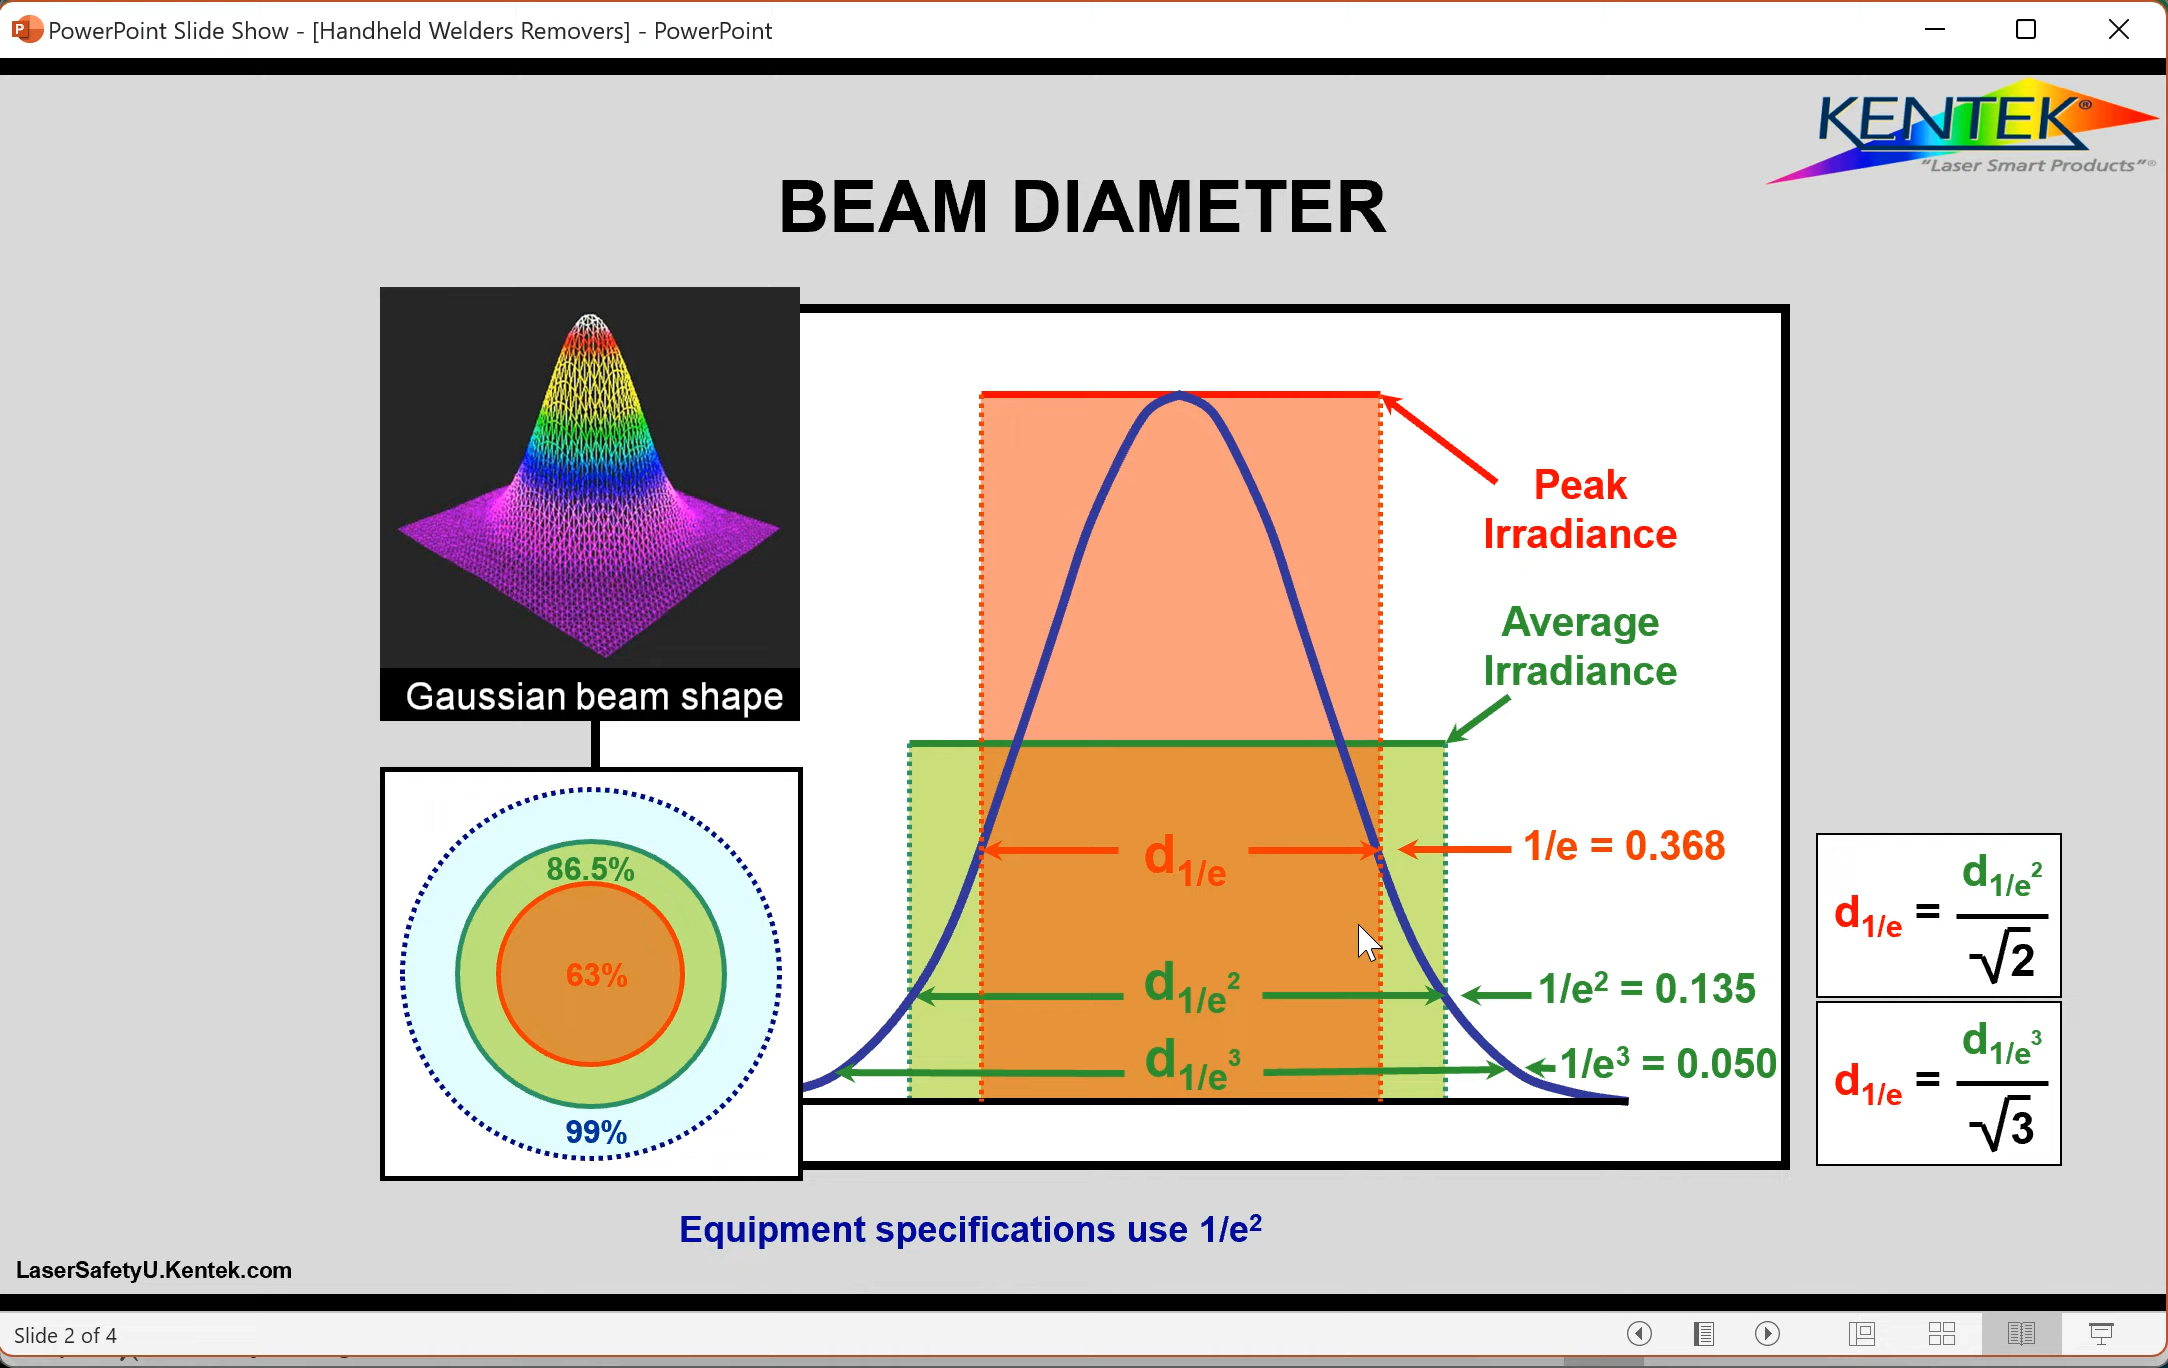 PowerPoint Slide Show - [Handheld Welders Removers] - PowerPoint
KENTEK®
"Laser Smart Products"®
BEAM DIAMETER
Gaussian beam shape
86.5%
63%
99%
Peak
Irradiance
Average
Irradiance
d1/e
1/e = 0.368
d1/e²
1/e² = 0.135
d1/e³
1/e³ = 0.050
d1/e = d1/e² / √2
d1/e = d1/e³ / √3
Equipment specifications use 1/e²
LaserSafetyU.Kentek.com
Slide 2 of 4